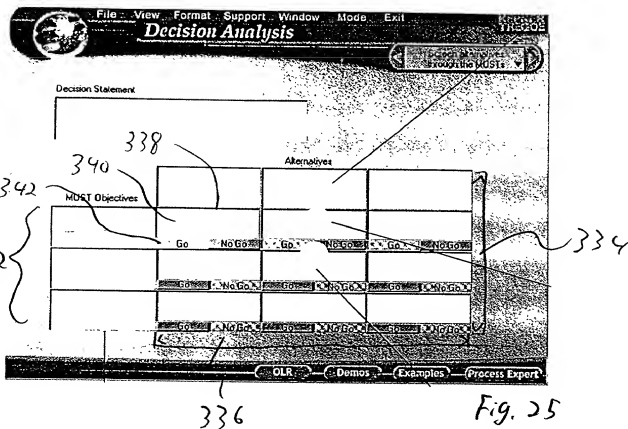 File View Format Support Window Mode Exit
Decision Analysis
through the MUSTs
Decision Statement
338
Alternatives
340
342
MUST Objectives
334
Go No Go Go No Go Go No Go
Go No Go Go No Go Go No Go
Go No Go Go No Go Go No Go
OLR Demos Examples Process Expert
336
Fig. 25